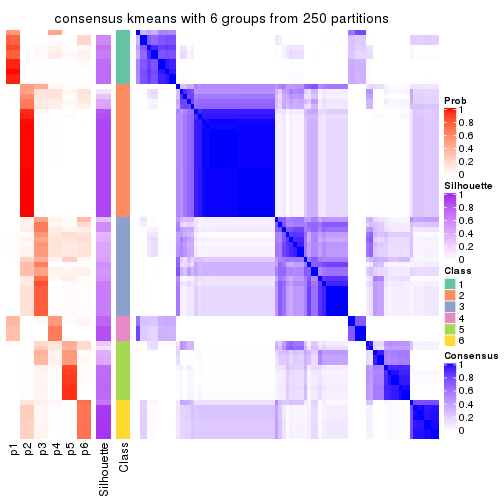 consensus kmeans with 6 groups from 250 partitions
Prob
1
0.8
0.6
0.4
0.2
0
Silhouette
1
0.8
0.6
0.4
0.2
0
Class
1
2
3
4
5
6
Consensus
1
0.8
0.6
0.4
0.2
0
p1
p2
p3
p4
p5
p6
Silhouette
Class